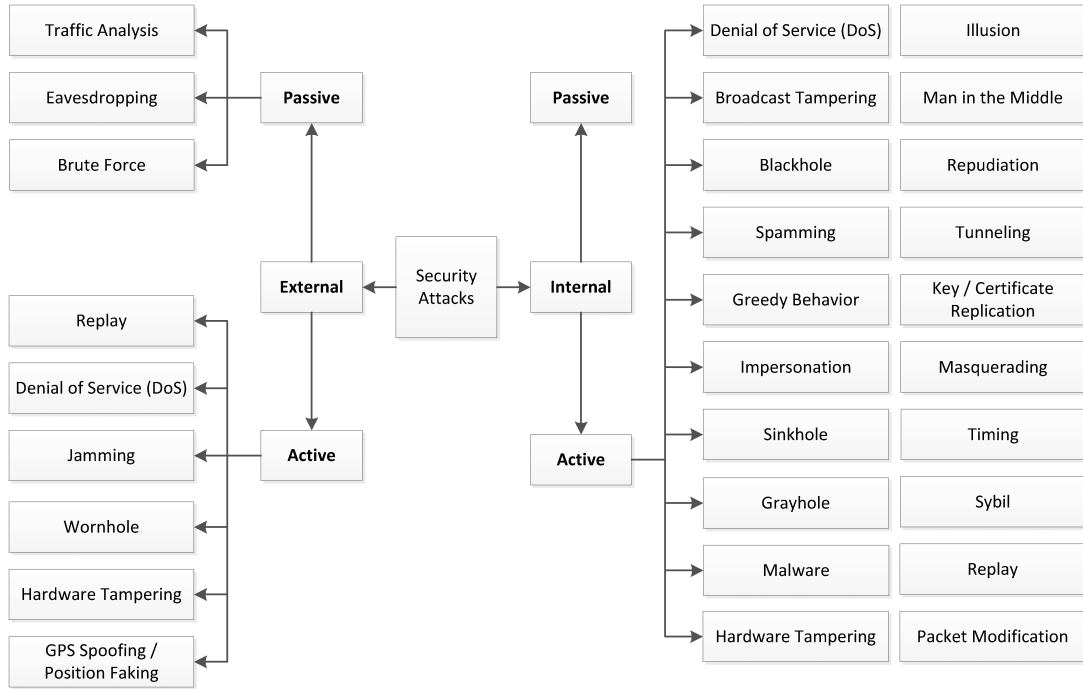 Traffic Analysis
Eavesdropping
Brute Force
Passive
External
Active
Replay
Denial of Service (DoS)
Jamming
Wornhole
Hardware Tampering
GPS Spoofing /
Position Faking
Security
Attacks
Passive
Internal
Active
Denial of Service (DoS)
Illusion
Broadcast Tampering
Man in the Middle
Blackhole
Repudiation
Spamming
Tunneling
Greedy Behavior
Key / Certificate
Replication
Impersonation
Masquerading
Sinkhole
Timing
Grayhole
Sybil
Malware
Replay
Hardware Tampering
Packet Modification